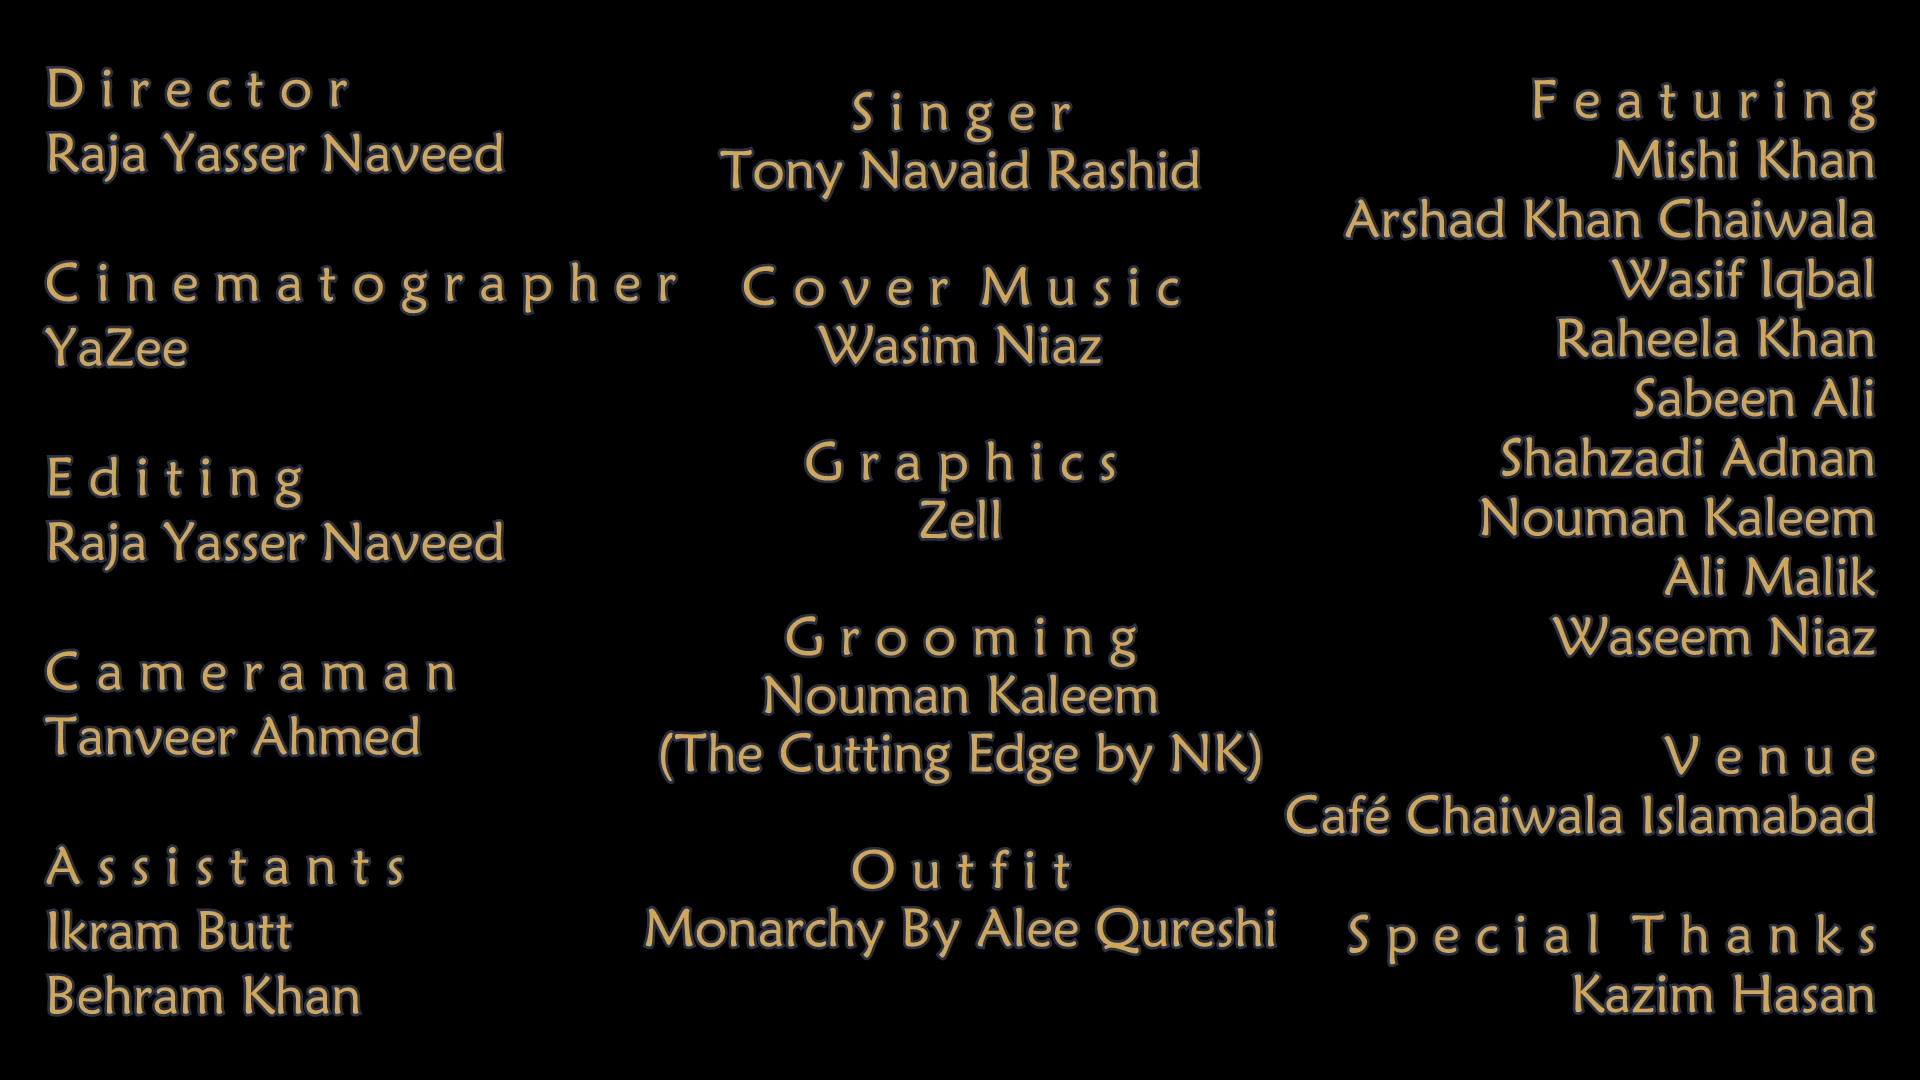 Director
Raja Yasser Naveed
Cinematographer
YaZee
Editing
Raja Yasser Naveed
Cameraman
Tanveer Ahmed
Assistants
Ikram Butt
Behram Khan
Singer
Tony Navaid Rashid
Cover Music
Wasim Niaz
Graphics
Zell
Grooming
Nouman Kaleem
(The Cutting Edge by NK)
Outfit
Monarchy By Alee Qureshi
Featuring
Mishi Khan
Arshad Khan Chaiwala
Wasif Iqbal
Raheela Khan
Sabeen Ali
Shahzadi Adnan
Nouman Kaleem
Ali Malik
Waseem Niaz
Venue
Café Chaiwala Islamabad
Special Thanks
Kazim Hasan